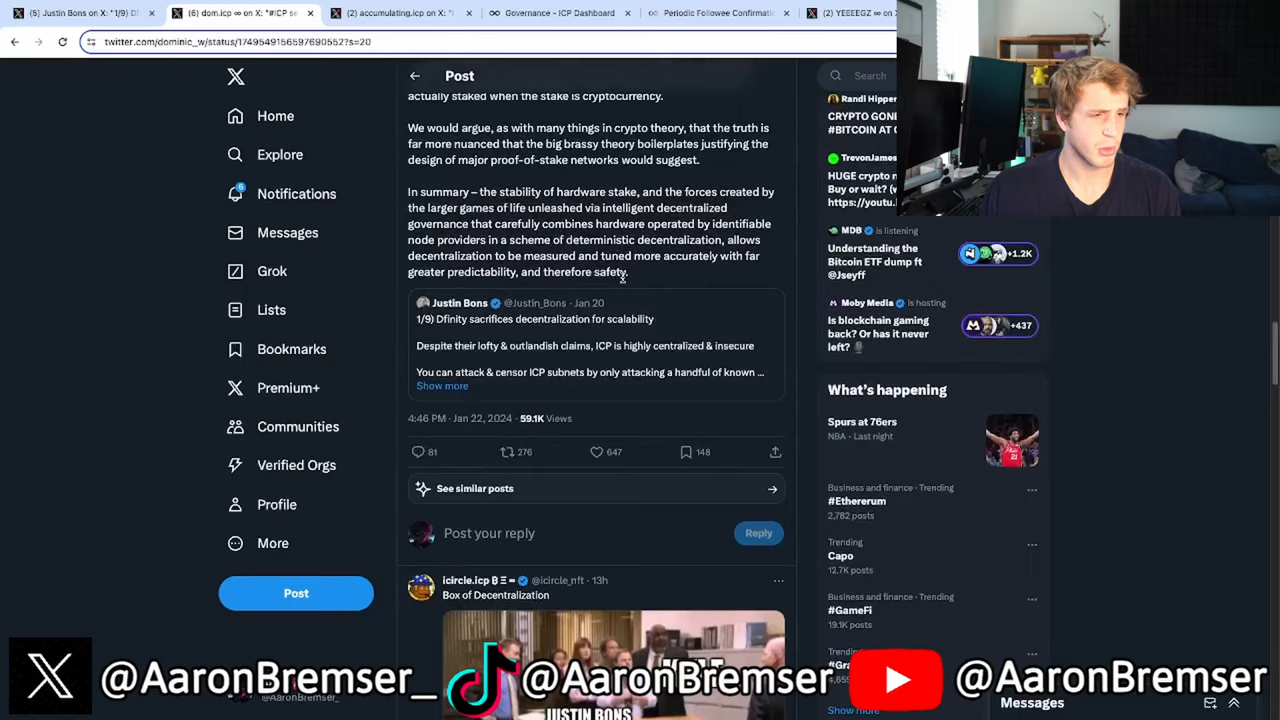 (5) Justin Bons on X: "1/9) Df
(6) dom.icp ∞ on X: "#ICP se
(2) accumulating.icp on X: "
Governance - ICP Dashboard
Periodic Followee Confirmati
(2) YEEEEGZ ∞ on X:
twitter.com/dominic_w/status/1749549156597690552?s=20
Home
Explore
6
Notifications
Messages
Grok
Lists
Bookmarks
Premium+
Communities
Verified Orgs
Profile
More
Post
Post
actually staked when the stake is cryptocurrency.
We would argue, as with many things in crypto theory, that the truth is
far more nuanced that the big brassy theory boilerplates justifying the
design of major proof-of-stake networks would suggest.
In summary – the stability of hardware stake, and the forces created by
the larger games of life unleashed via intelligent decentralized
governance that carefully combines hardware operated by identifiable
node providers in a scheme of deterministic decentralization, allows
decentralization to be measured and tuned more accurately with far
greater predictability, and therefore safety.
Justin Bons @Justin_Bons · Jan 20
1/9) Dfinity sacrifices decentralization for scalability
Despite their lofty & outlandish claims, ICP is highly centralized & insecure
You can attack & censor ICP subnets by only attacking a handful of known ...
Show more
4:46 PM · Jan 22, 2024 · 59.1K Views
81 276 647 148
See similar posts
Post your reply
Reply
icircle.icp ₿ Ξ ∞ @icircle_nft · 13h
Box of Decentralization
JUSTIN BONS
Search
Randl Hipper
CRYPTO GONE
#BITCOIN AT
TrevonJames
HUGE crypto
Buy or wait? (w
https://youtu.
MDB is listening
Understanding the
Bitcoin ETF dump ft
@Jseyff
+1.2K
Moby Media is hosting
Is blockchain gaming
back? Or has it never
left?
+437
What's happening
Spurs at 76ers
NBA · Last night
Business and finance · Trending
#Ethererum
2,782 posts
Trending
Capo
12.7K posts
Business and finance · Trending
#GameFi
19.1K posts
Trending
Show more
Messages
@AaronBremser_
@AaronBremser
@AaronBremser